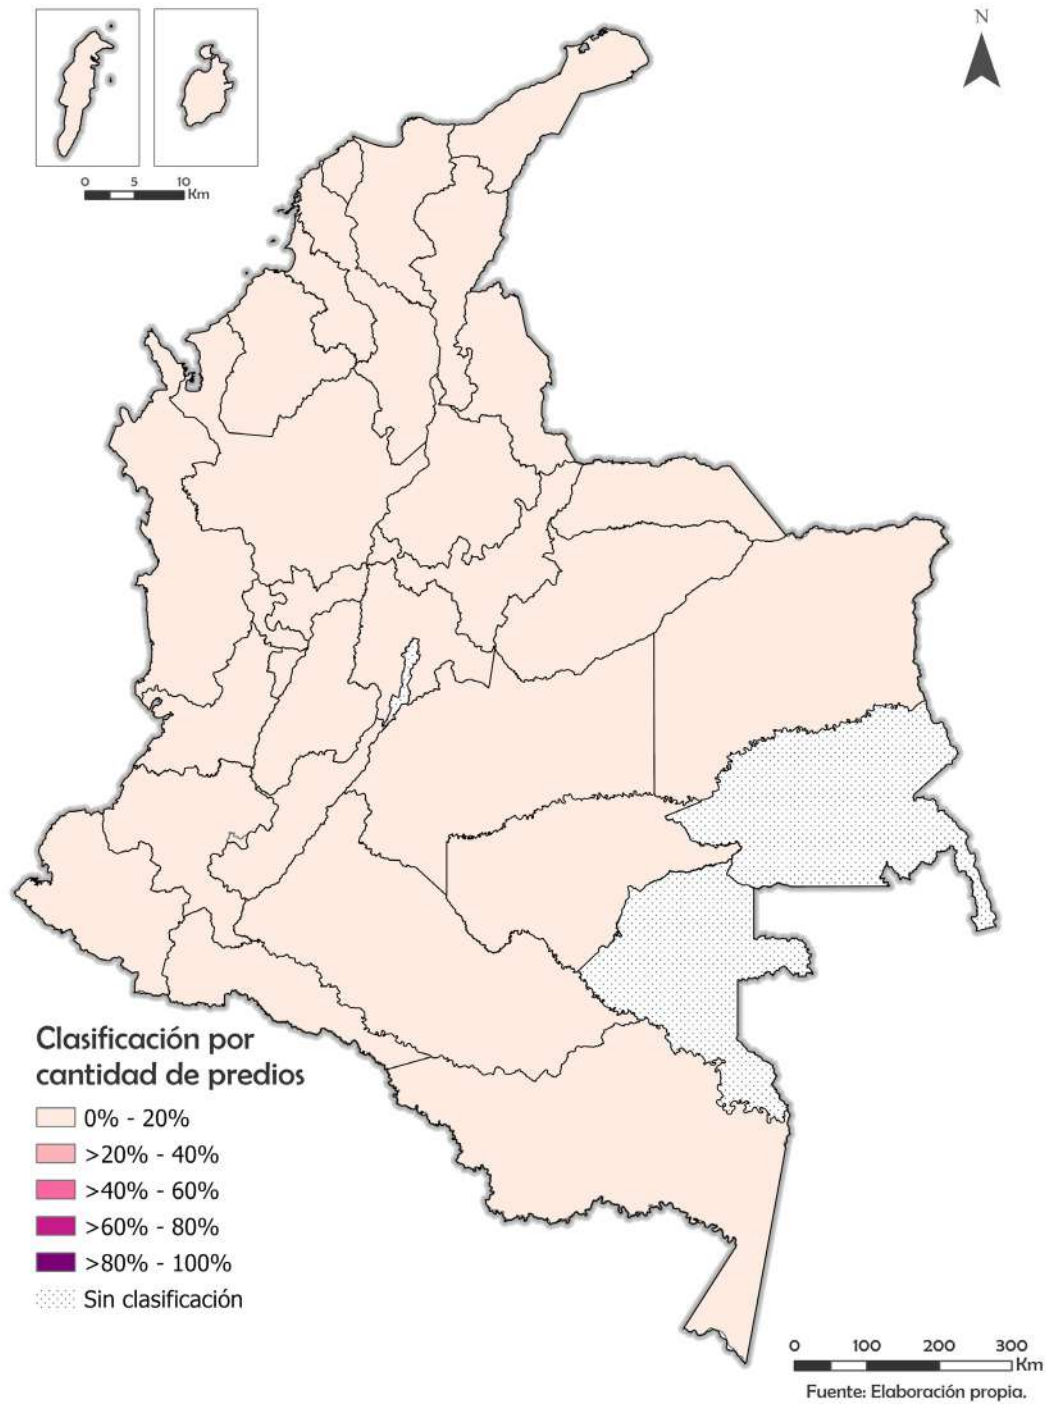 N
0 5 10
Km
Clasificación por
cantidad de predios
0% - 20%
>20% - 40%
>40% - 60%
>60% - 80%
>80% - 100%
Sin clasificación
0 100 200 300
Km
Fuente: Elaboración propia.